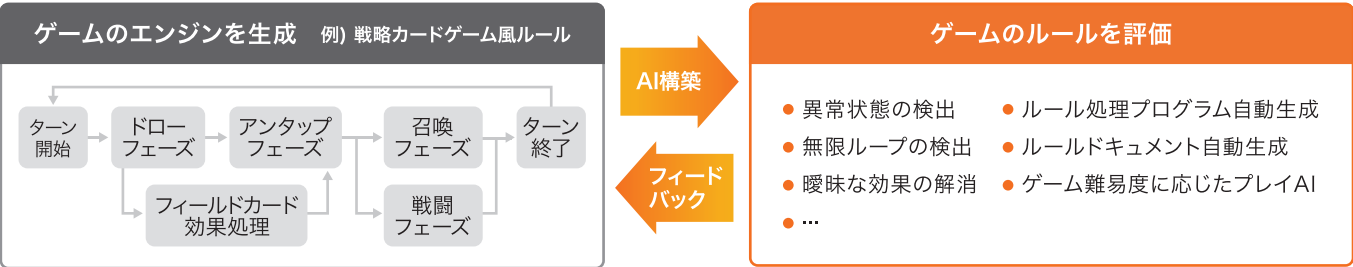 ゲームのエンジンを生成 例) 戦略カードゲーム風ルール
ターン
開始
ドロー
フェーズ
アンタップ
フェーズ
召喚
フェーズ
ターン
終了
フィールドカード
効果処理
戦闘
フェーズ
AI構築
フィード
バック
ゲームのルールを評価
異常状態の検出
無限ループの検出
曖昧な効果の解消
…
ルール処理プログラム自動生成
ルールドキュメント自動生成
ゲーム難易度に応じたプレイAI